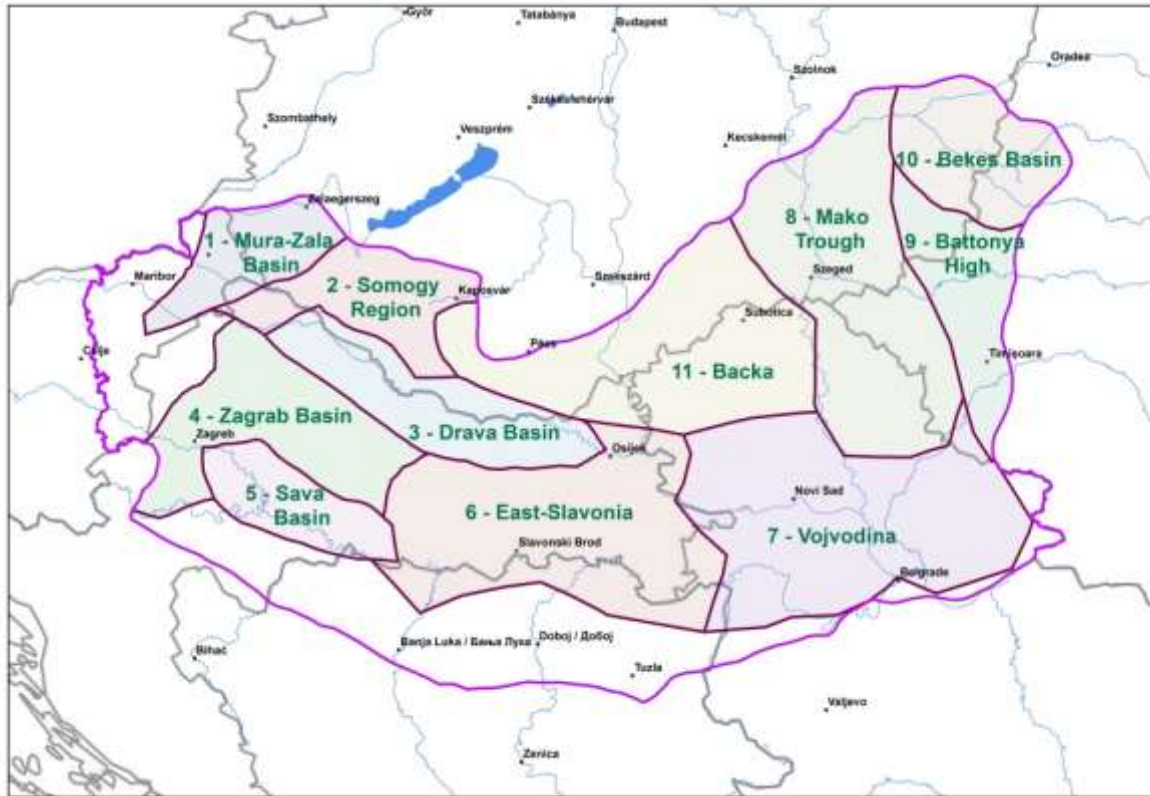 Győr
Tatabánya
Budapest
Szolnok
Oradea
Szombathely
Székesfehérvár
Veszprém
Kecskemét
10 - Bekes Basin
Zalaegerszeg
1 - Mura-Zala
Basin
8 - Mako
Trough
9 - Battonya
High
Maribor
2 - Somogy
Region
Kaposvár
Szekszárd
Szeged
Subotica
Celje
Pécs
Timișoara
11 - Backa
4 - Zagrab Basin
Zagreb
3 - Drava Basin
Osijek
5 - Sava
Basin
6 - East-Slavonia
Novi Sad
7 - Vojvodina
Slavonski Brod
Belgrade
Banja Luka / Бања Лука
Doboj / Добој
Bihać
Tuzla
Valjevo
Zenica